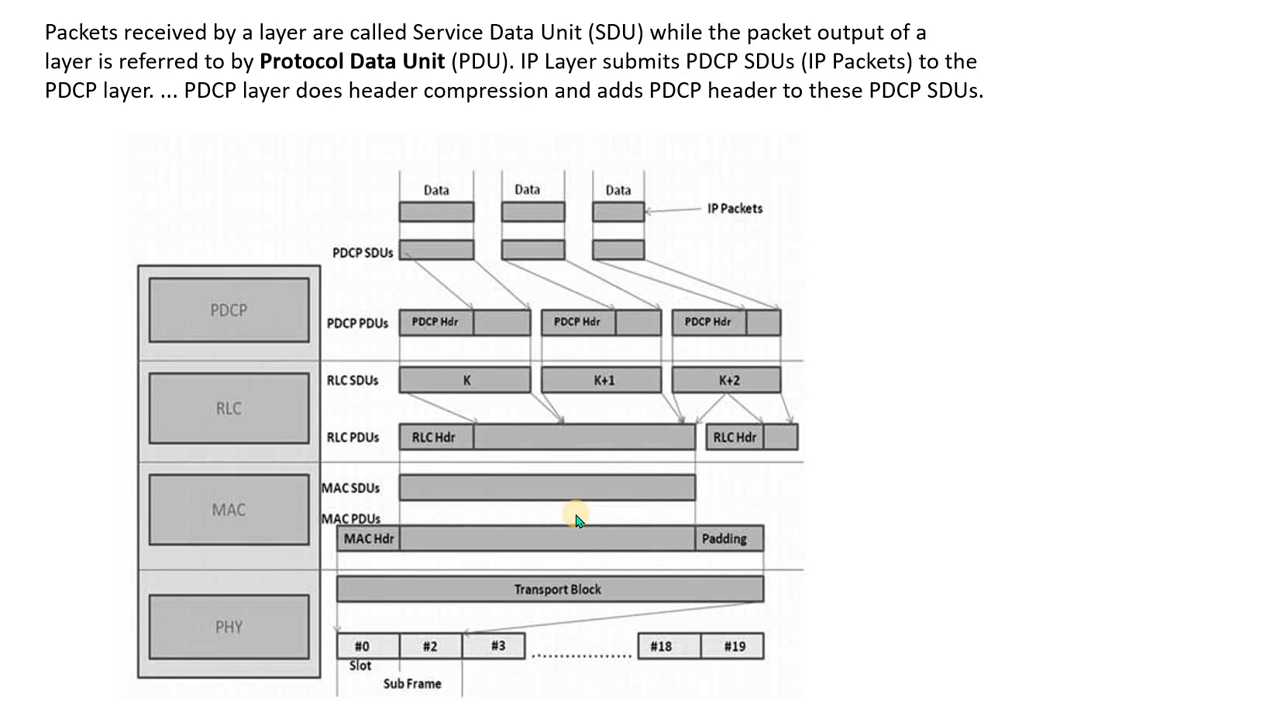 Packets received by a layer are called Service Data Unit (SDU) while the packet output of a
layer is referred to by Protocol Data Unit (PDU). IP Layer submits PDCP SDUs (IP Packets) to the
PDCP layer. ... PDCP layer does header compression and adds PDCP header to these PDCP SDUs.
Data Data Data
IP Packets
PDCP SDUs
PDCP
PDCP PDUs PDCP Hdr PDCP Hdr PDCP Hdr
RLC SDUs K K+1 K+2
RLC
RLC PDUs RLC Hdr RLC Hdr
MAC SDUs
MAC
MAC PDUs
MAC Hdr Padding
Transport Block
PHY
#0 #2 #3 ..................... #18 #19
Slot
Sub Frame